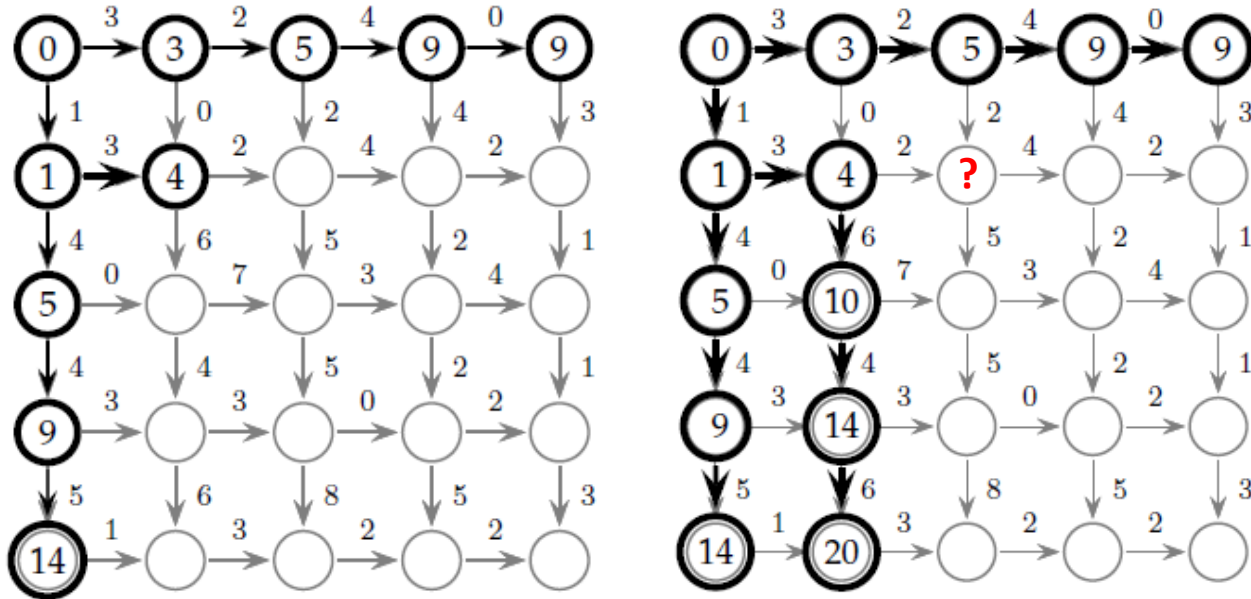 3 2 4 0 3 2 4 0
0 3 5 9 9 0 3 5 9 9
1 0 2 4 3 1 0 2 4 3
3 2 4 2 3 2 4 2
1 4 1 4 ?
4 6 5 2 1 4 6 5 2 1
0 7 3 4 0 7 3 4
5 5 10
4 4 5 2 1 4 4 5 2 1
3 3 0 2 3 3 0 2
9 9 14
5 6 8 5 3 5 6 8 5 3
1 3 2 2 1 3 2 2
14 14 20